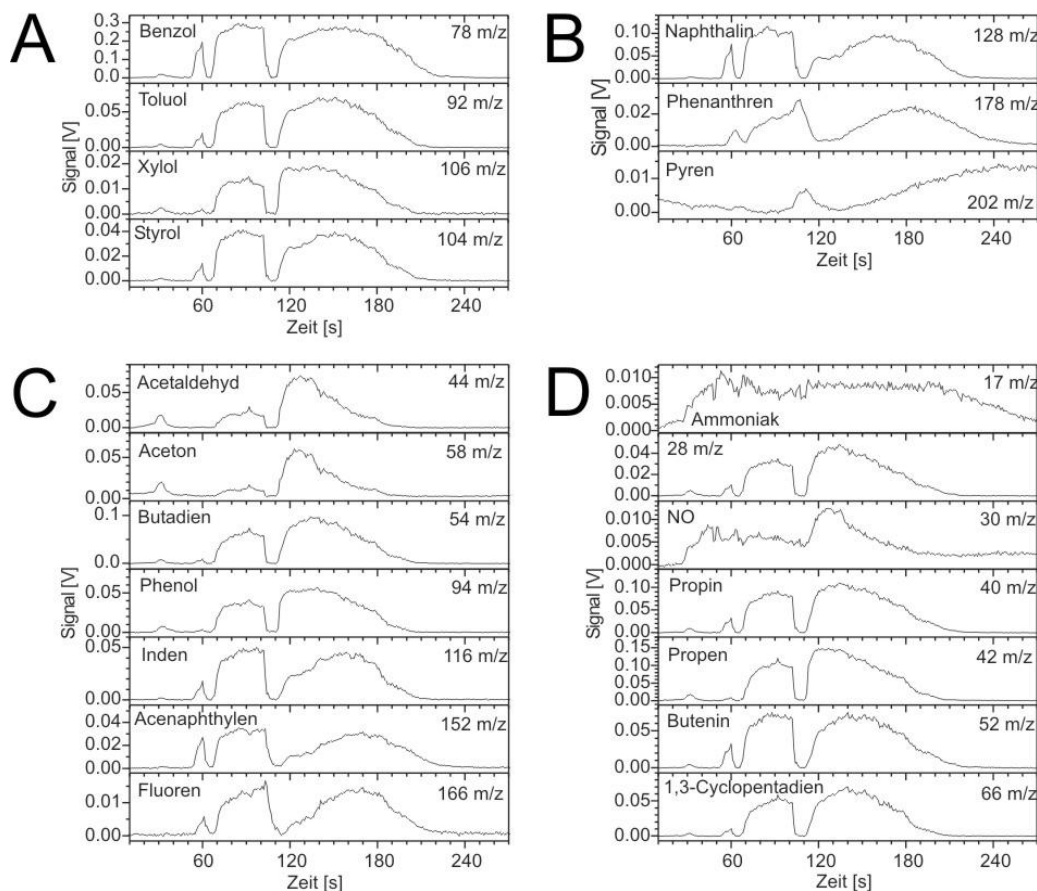 A
Benzol 78 m/z
0.3
0.2
0.1
0.0
Toluol 92 m/z
0.05
0.00
Xylol 106 m/z
0.02
0.01
0.00
Styrol 104 m/z
0.04
0.02
0.00
Signal [V]
60 120 180 240
Zeit [s]
B
Naphthalin 128 m/z
0.10
0.05
0.00
Phenanthren 178 m/z
0.02
0.00
Pyren 202 m/z
0.01
0.00
Signal [V]
60 120 180 240
Zeit [s]
C
Acetaldehyd 44 m/z
0.05
0.00
Aceton 58 m/z
0.05
0.00
Butadien 54 m/z
0.1
0.0
Phenol 94 m/z
0.05
0.00
Inden 116 m/z
0.05
0.00
Acenaphthylen 152 m/z
0.04
0.02
0.00
Fluoren 166 m/z
0.01
0.00
Signal [V]
60 120 180 240
Zeit [s]
D
Ammoniak 17 m/z
0.010
0.005
0.000
28 m/z
0.04
0.02
0.00
NO 30 m/z
0.010
0.005
0.000
Propin 40 m/z
0.10
0.05
0.00
Propen 42 m/z
0.15
0.10
0.05
0.00
Butenin 52 m/z
0.05
0.00
1,3-Cyclopentadien 66 m/z
0.05
0.00
Signal [V]
60 120 180 240
Zeit [s]